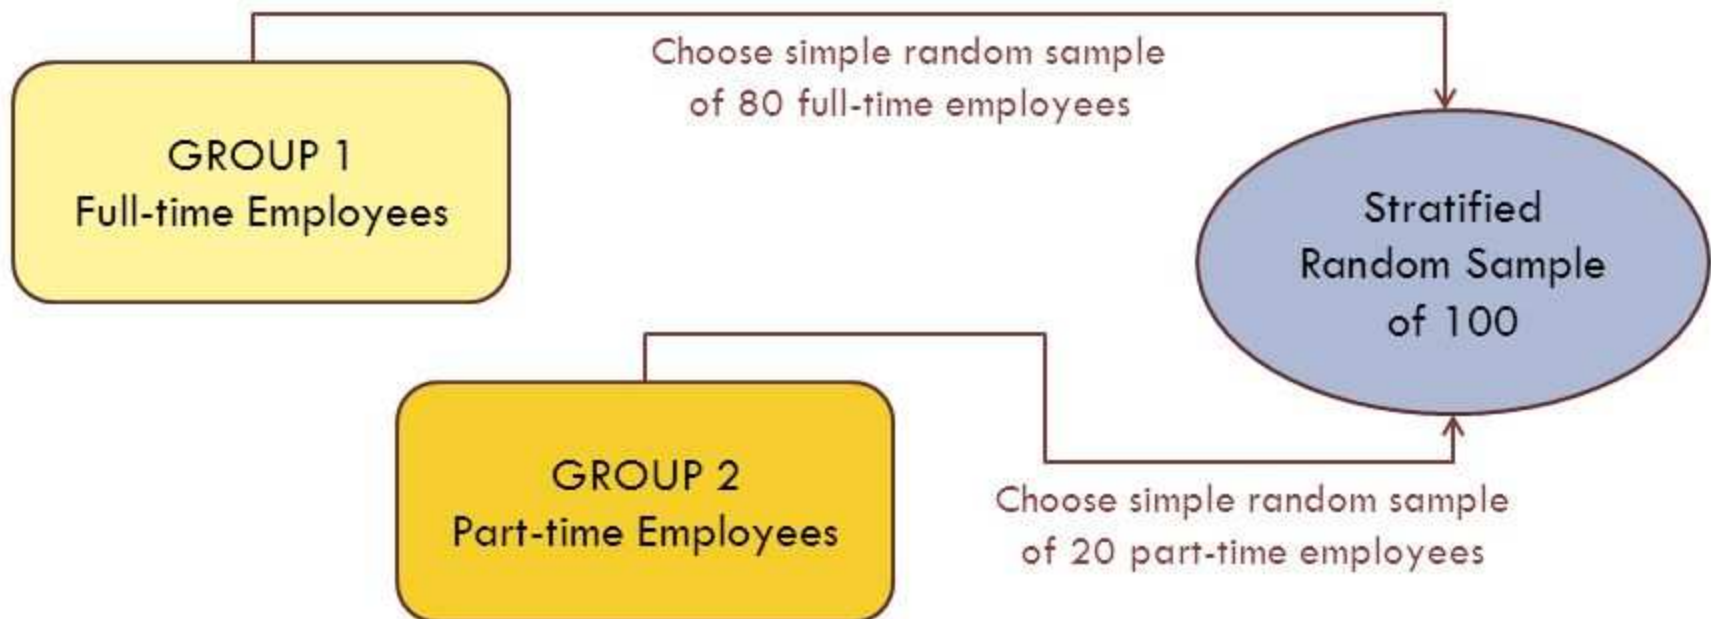 Choose simple random sample
of 80 full-time employees
GROUP 1
Full-time Employees
Stratified
Random Sample
of 100
GROUP 2
Part-time Employees
Choose simple random sample
of 20 part-time employees